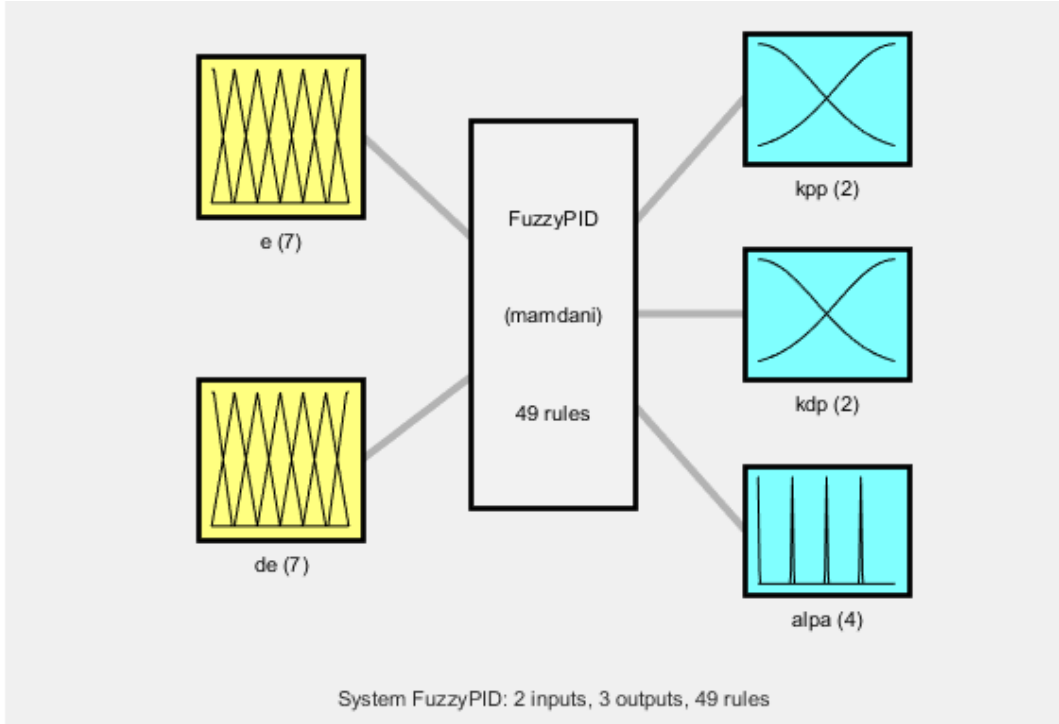 e (7)
de (7)
FuzzyPID
(mamdani)
49 rules
kpp (2)
kdp (2)
alpa (4)
System FuzzyPID: 2 inputs, 3 outputs, 49 rules